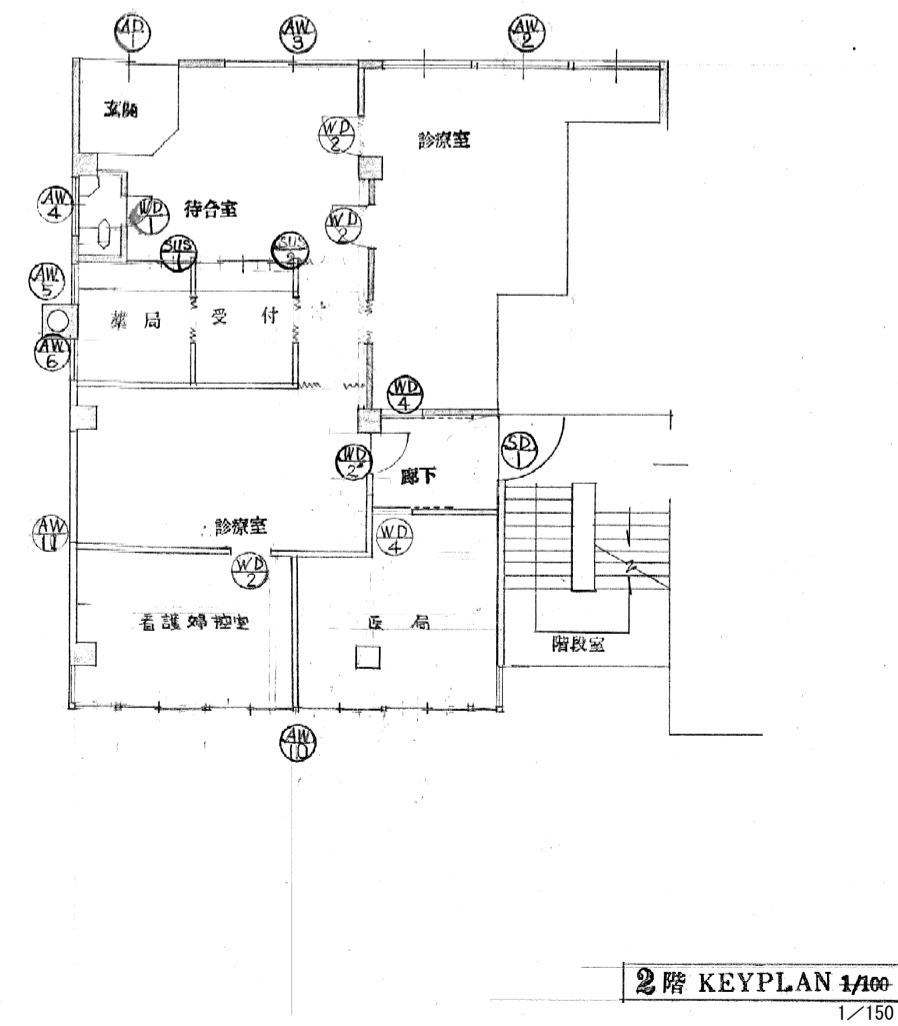 AD 1
AW 3
AW 2
玄関
WD 2
診療室
AW 4
WD 1
待合室
WD 2
SUS 1
SUS 2
AW 5
薬局
受付
AW 6
WD 4
WD 2
廊下
SD 1
AW 11
診療室
WD 4
WD 2
看護婦控室
医局
2
階段室
AW 10
2階 KEYPLAN 1/100
1/150